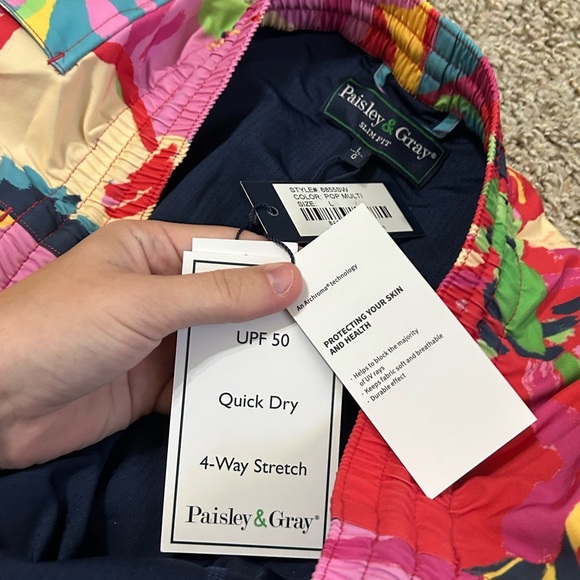 Paisley & Gray®
SLIM FIT
L
G
STYLE#: 6855SW
COLOR: POP MULTI
SIZE: L
An Archroma® technology
PROTECTING YOUR SKIN
AND HEALTH
· Helps to block the majority
of UV rays
· Keeps fabric soft and breathable
· Durable effect
UPF 50
Quick Dry
4-Way Stretch
Paisley & Gray®